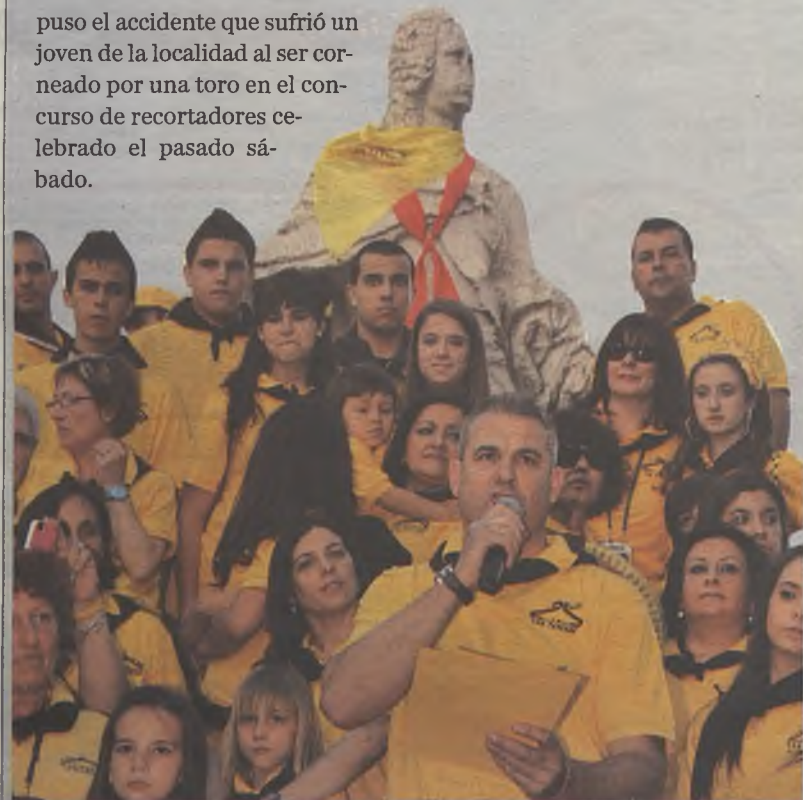 puso el accidente que sufrió un
joven de la localidad al ser cor-
neado por una toro en el con-
curso de recortadores ce-
lebrado el pasado sá-
bado.